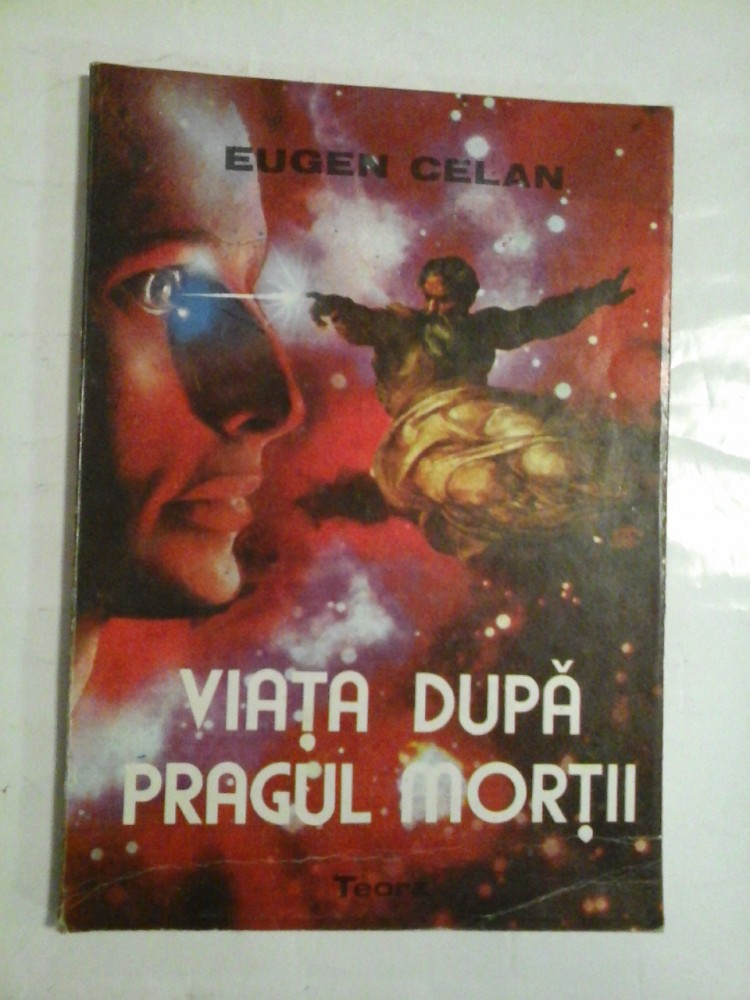 EUGEN CELAN
VIAȚA DUPĂ
PRAGUL MORȚII
Teora